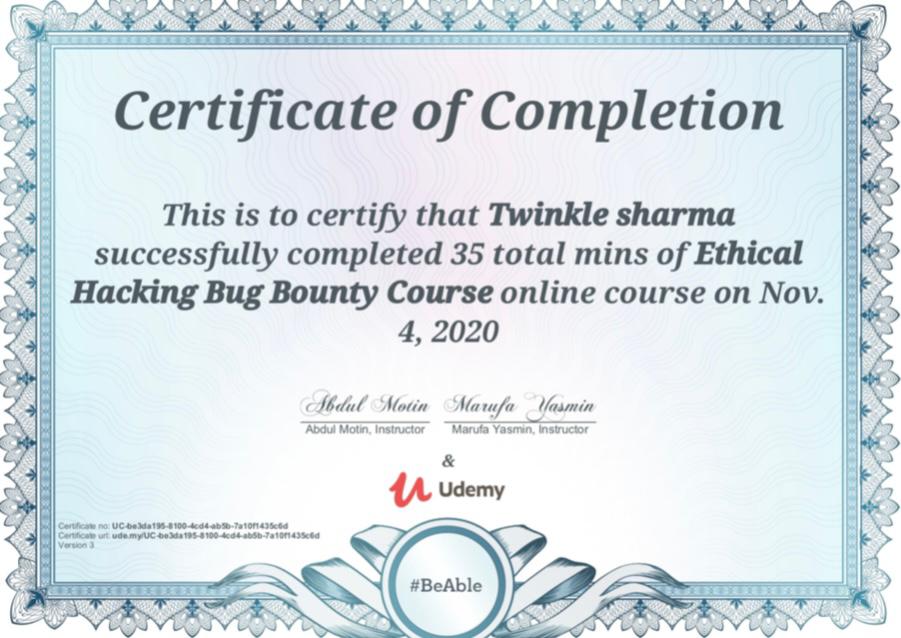 Certificate of Completion
This is to certify that Twinkle sharma
successfully completed 35 total mins of Ethical
Hacking Bug Bounty Course online course on Nov.
4, 2020
Abdul Motin Marufa Yasmin
Abdul Motin, Instructor Marufa Yasmin, Instructor
&
Udemy
Certificate no: UC-be3da195-8100-4cd4-ab5b-7a10f1435c6d
Certificate url: ude.my/UC-be3da195-8100-4cd4-ab5b-7a10f1435c6d
Version 3
#BeAble